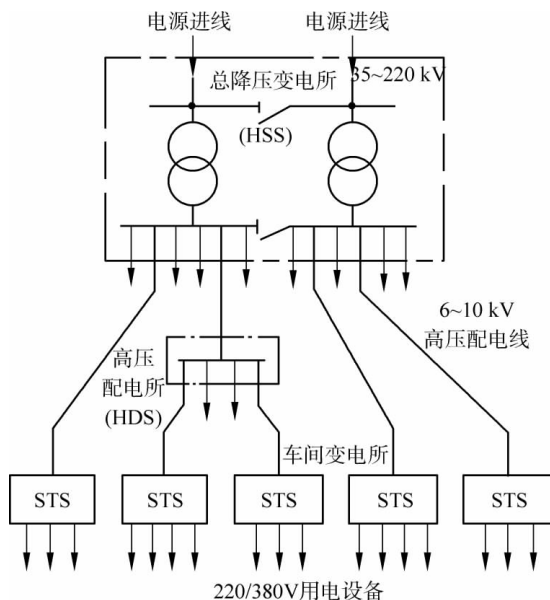 电源进线
电源进线
总降压变电所
35~220 kV
(HSS)
6~10 kV
高压配电线
高压
配电所
(HDS)
车间变电所
STS
STS
STS
STS
STS
220/380V用电设备